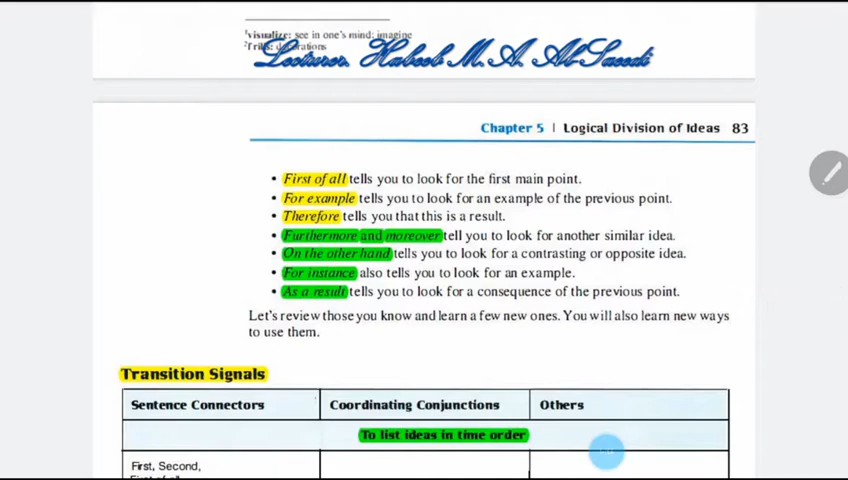 ¹visualize: see in one's mind; imagine
²frills: decorations
Lecturer. Habeeb M. A. Al-Saeedi
Chapter 5 | Logical Division of Ideas 83
• First of all tells you to look for the first main point.
• For example tells you to look for an example of the previous point.
• Therefore tells you that this is a result.
• Furthermore and moreover tell you to look for another similar idea.
• On the other hand tells you to look for a contrasting or opposite idea.
• For instance also tells you to look for an example.
• As a result tells you to look for a consequence of the previous point.
Let's review those you know and learn a few new ones. You will also learn new ways
to use them.
Transition Signals
Sentence Connectors Coordinating Conjunctions Others
To list ideas in time order
First, Second,
First of all